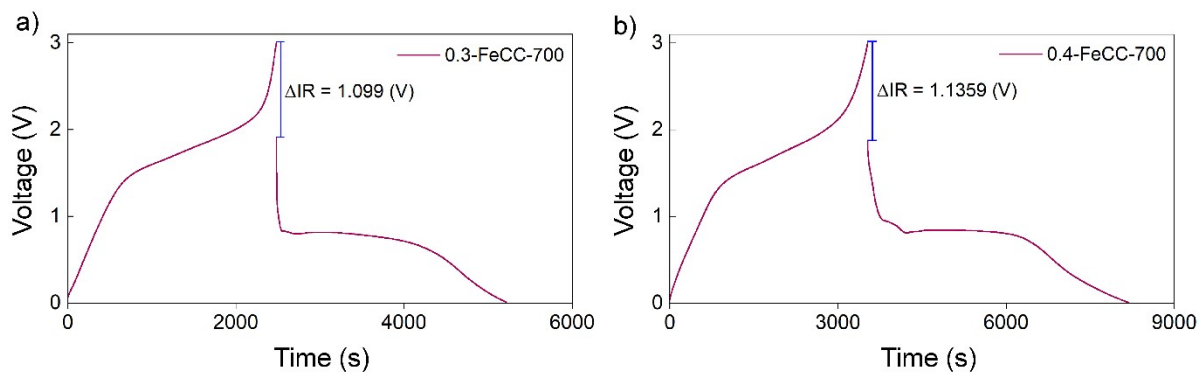 a)
3
2
1
0
Voltage (V)
0.3-FeCC-700
ΔIR = 1.099 (V)
0 2000 4000 6000
Time (s)
b)
3
2
1
0
Voltage (V)
0.4-FeCC-700
ΔIR = 1.1359 (V)
0 3000 6000 9000
Time (s)